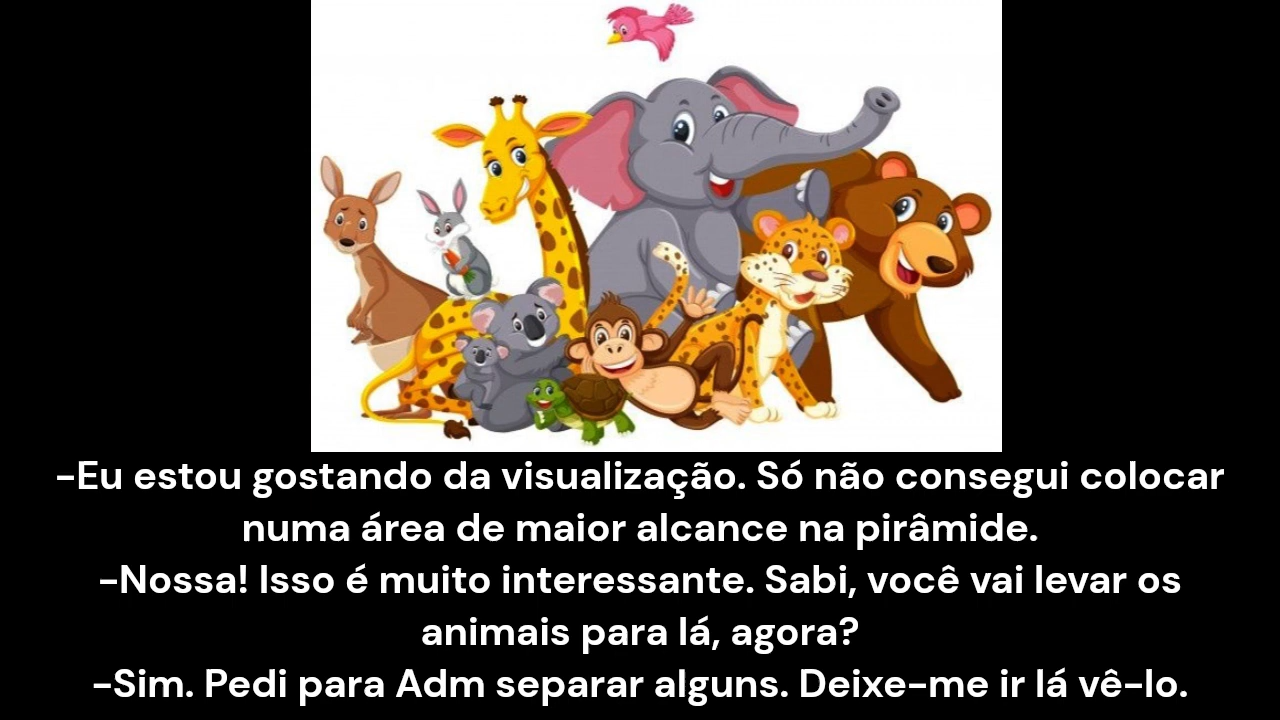 -Eu estou gostando da visualização. Só não consegui colocar
numa área de maior alcance na pirâmide.
-Nossa! Isso é muito interessante. Sabi, você vai levar os
animais para lá, agora?
-Sim. Pedi para Adm separar alguns. Deixe-me ir lá vê-lo.